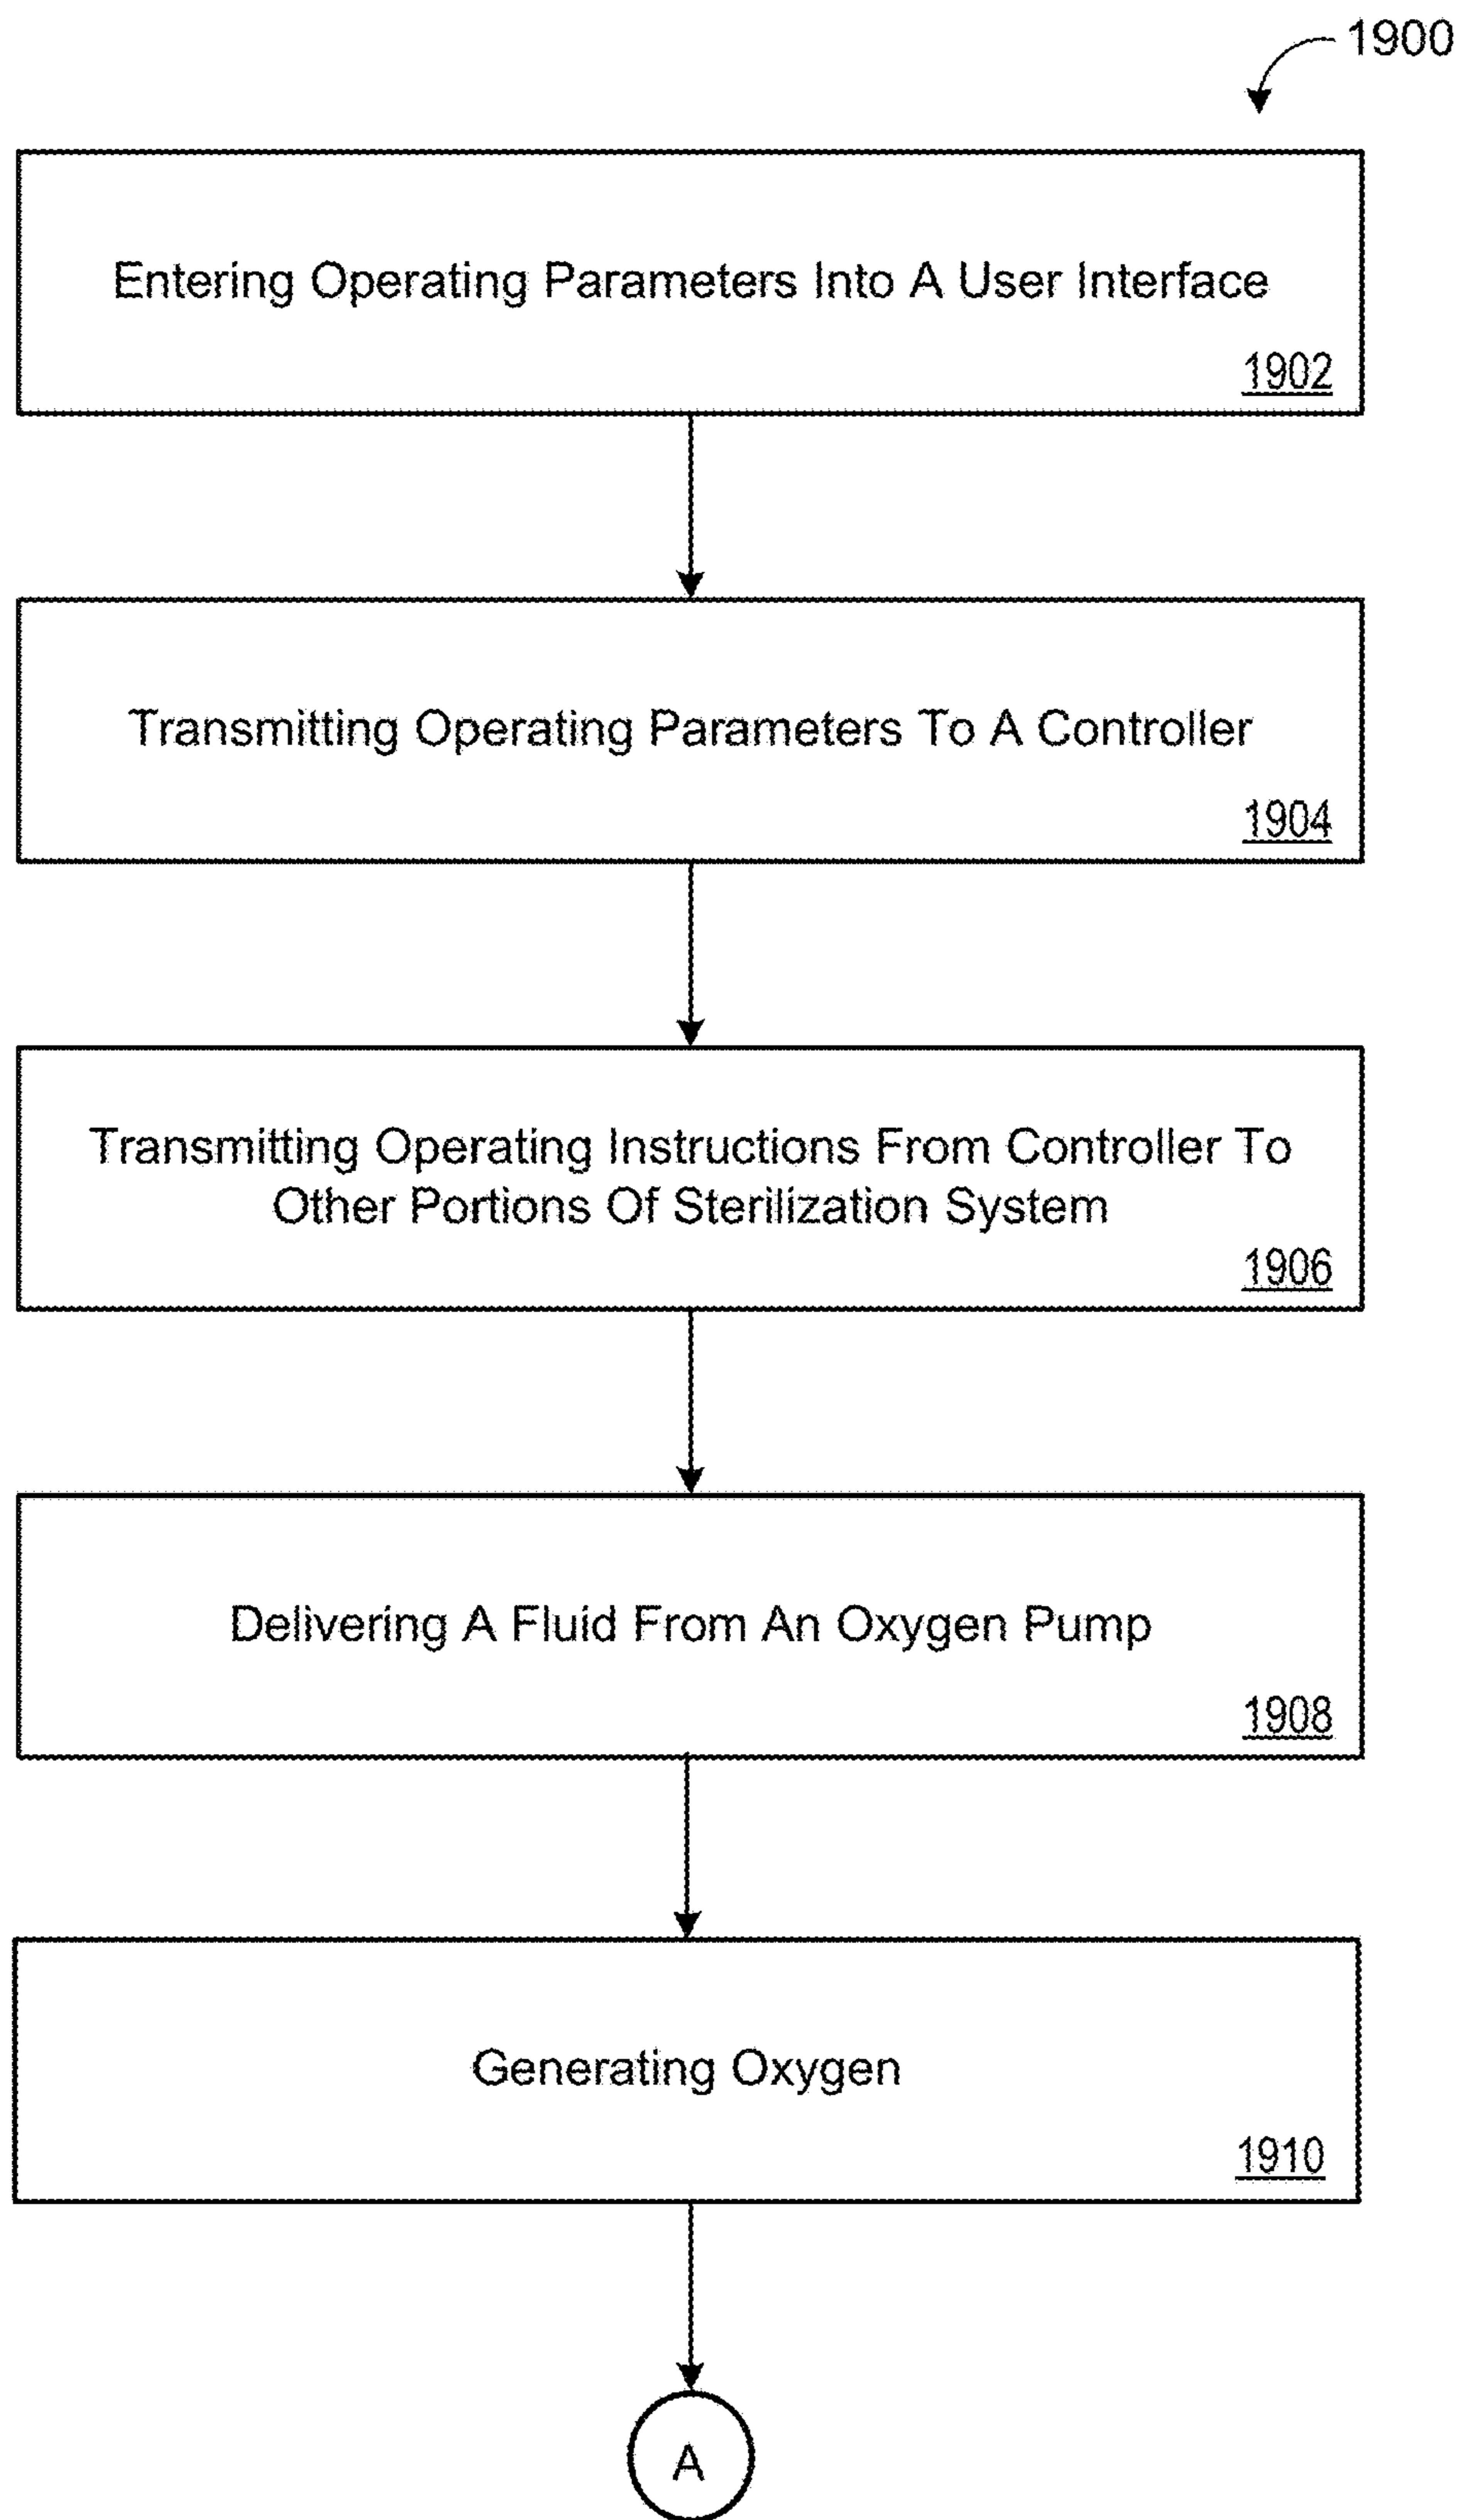 1900
Entering Operating Parameters Into A User Interface
1902
Transmitting Operating Parameters To A Controller
1904
Transmitting Operating Instructions From Controller To
Other Portions Of Sterilization System
1906
Delivering A Fluid From An Oxygen Pump
1908
Generating Oxygen
1910
A